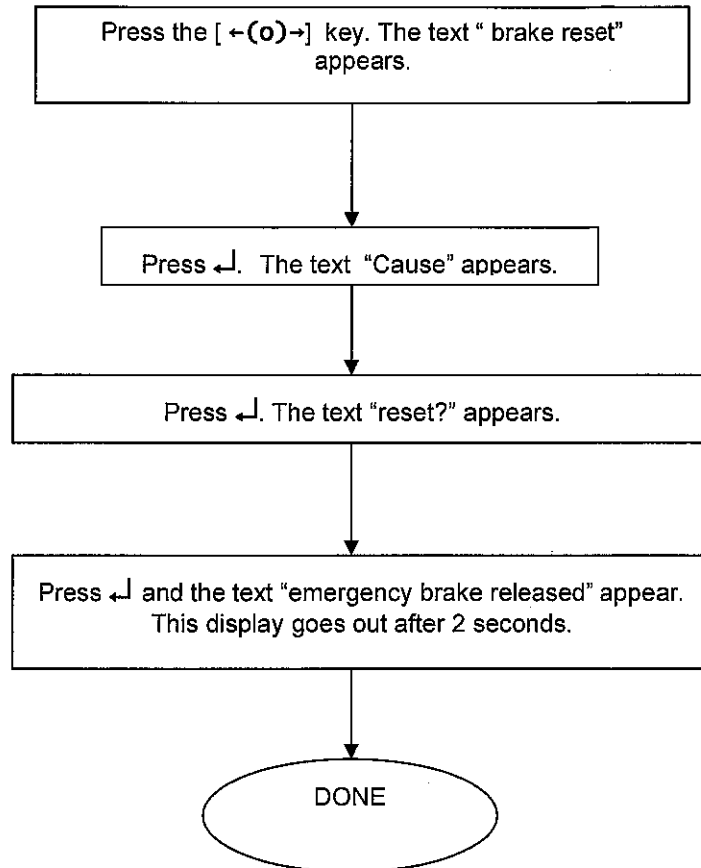 Press the [ ←(o)→] key. The text “ brake reset”
appears.
Press ↵. The text “Cause” appears.
Press ↵. The text “reset?” appears.
Press ↵ and the text “emergency brake released” appear.
This display goes out after 2 seconds.
DONE